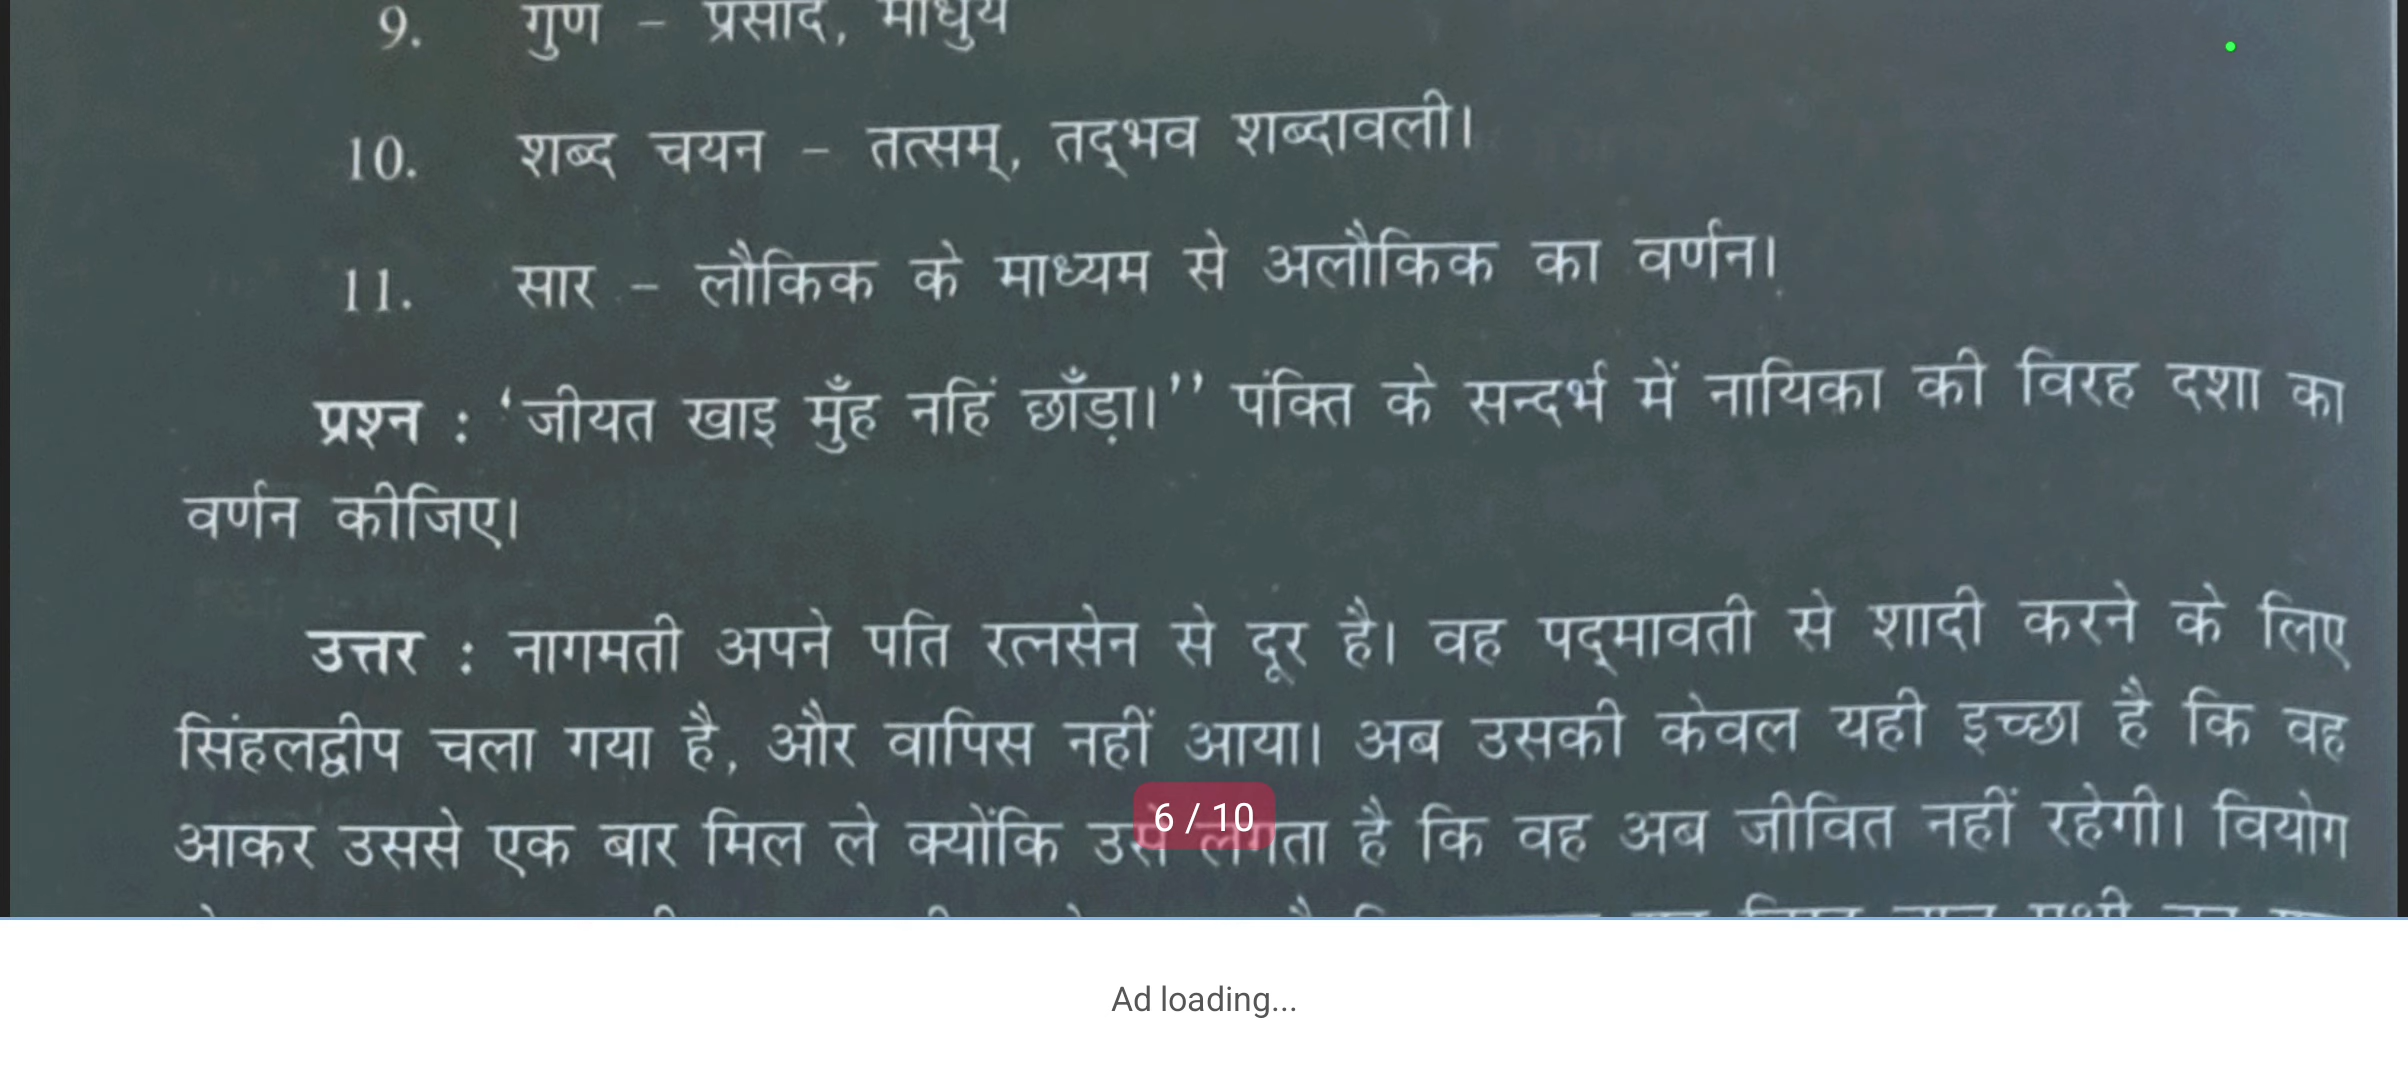 9. गुण – प्रसाद, माधुर्य
10. शब्द चयन – तत्सम्, तद्भव शब्दावली।
11. सार – लौकिक के माध्यम से अलौकिक का वर्णन।
प्रश्न : ‘जीयत खाइ मुँह नहिं छाँड़ा।’’ पंक्ति के सन्दर्भ में नायिका की विरह दशा का
वर्णन कीजिए।
उत्तर : नागमती अपने पति रत्नसेन से दूर है। वह पद्मावती से शादी करने के लिए
सिंहलद्वीप चला गया है, और वापिस नहीं आया। अब उसकी केवल यही इच्छा है कि वह
आकर उससे एक बार मिल ले क्योंकि उसे लगता है कि वह अब जीवित नहीं रहेगी। वियोग
6 / 10
Ad loading...